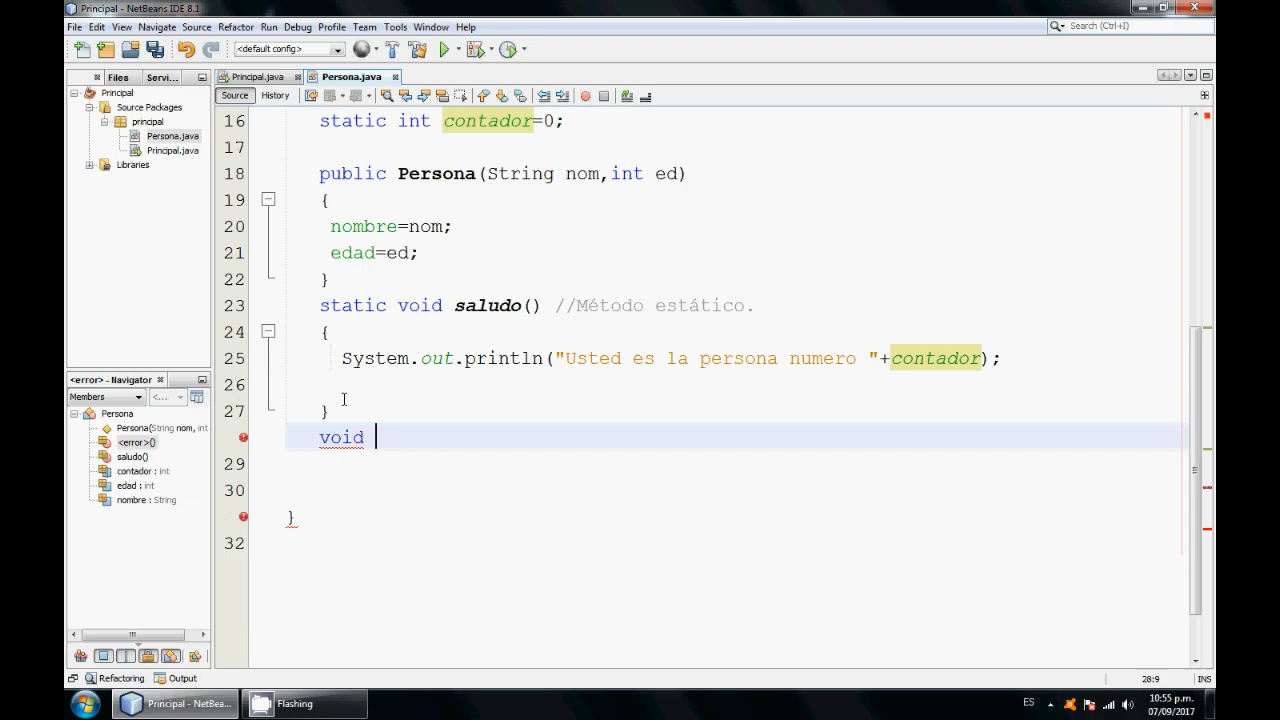 Principal - NetBeans IDE 8.1
File Edit View Navigate Source Refactor Run Debug Profile Team Tools Window Help
Search (Ctrl+I)
<default config>
Files Servi...
Principal.java Persona.java
Source History
Principal
Source Packages
principal
Persona.java
Principal.java
Libraries
16 static int contador=0;
17
18 public Persona(String nom,int ed)
19 {
20 nombre=nom;
21 edad=ed;
22 }
23 static void saludo() //Método estático.
24 {
25 System.out.println("Usted es la persona numero "+contador);
26
27 }
void
29
30
}
32
<error> - Navigator
Members <...
Persona
Persona(String nom, int
<error>()
saludo()
contador : int
edad : int
nombre : String
Refactoring Output
28:9 INS
Principal - NetBea...
Flashing
ES
10:55 p.m.
07/09/2017